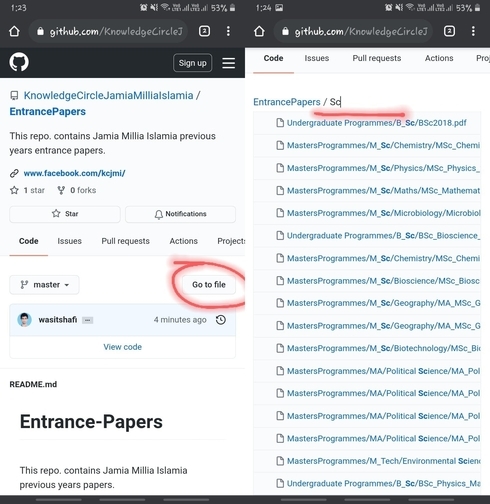 1:23
53%
github.com/KnowledgeCircleJ
2
Sign up
KnowledgeCircleJamiaMilliaIslamia /
EntrancePapers
This repo. contains Jamia Millia Islamia previous
years entrance papers.
www.facebook.com/kcjmi/
1 star
0 forks
Star
Notifications
Code
Issues
Pull requests
Actions
Projects
master
Go to file
wasitshafi
4 minutes ago
View code
README.md
Entrance-Papers
This repo. contains Jamia Millia Islamia
previous years papers.
1:24
53%
github.com/KnowledgeCircleJ
2
Code
Issues
Pull requests
Actions
Pro
EntrancePapers / Sc
Undergraduate Programmes/B_Sc/BSc2018.pdf
MastersProgrammes/M_Sc/Chemistry/MSc_Chemi
MastersProgrammes/M_Sc/Physics/MSc_Physics_
MastersProgrammes/M_Sc/Maths/MSc_Mathemat
MastersProgrammes/M_Sc/Microbiology/Microbiol
Undergraduate Programmes/B_Sc/BSc_Bioscience_
MastersProgrammes/M_Sc/Chemistry/MSc_Chemi
MastersProgrammes/M_Sc/Bioscience/MSc_Biosc
MastersProgrammes/M_Sc/Geography/MA_MSc_G
MastersProgrammes/M_Sc/Geography/MA_MSc_G
MastersProgrammes/M_Sc/Biotechnology/MSc_Bi
MastersProgrammes/MA/Political Science/MA_Pol
MastersProgrammes/MA/Political Science/MA_Pol
MastersProgrammes/MA/Political Science/MA_Pol
MastersProgrammes/MA/Political Science/MA_Pol
MastersProgrammes/M_Tech/Environmental Scienc
Undergraduate Programmes/B_Sc/BSc_Ma